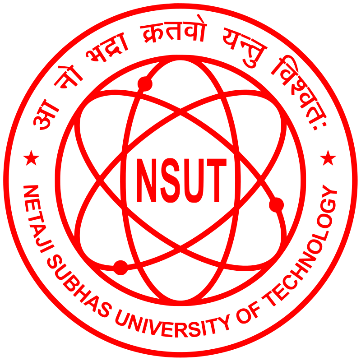 आ नो भद्रा क्रतवो यन्तु विश्वतः
NSUT
NETAJI SUBHAS UNIVERSITY OF TECHNOLOGY